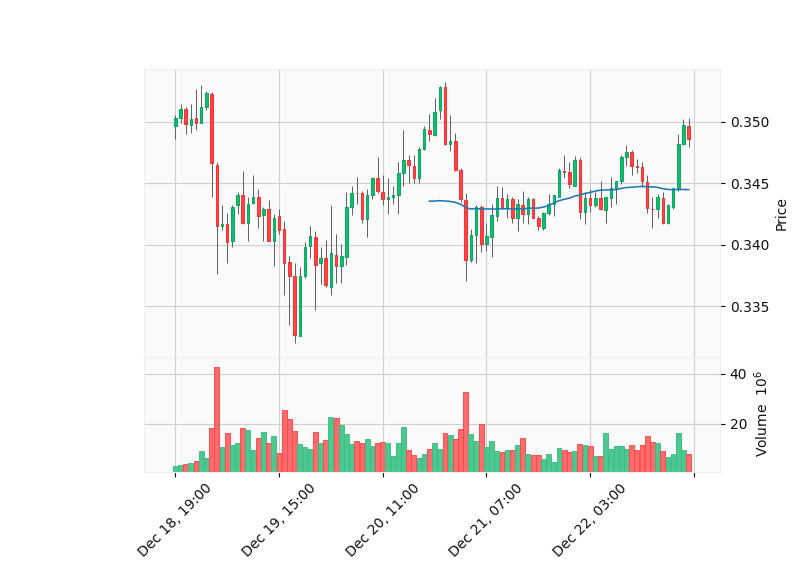 0.350
0.345
0.340
0.335
Price
40
20
Volume 10^6
Dec 18, 19:00
Dec 19, 15:00
Dec 20, 11:00
Dec 21, 07:00
Dec 22, 03:00